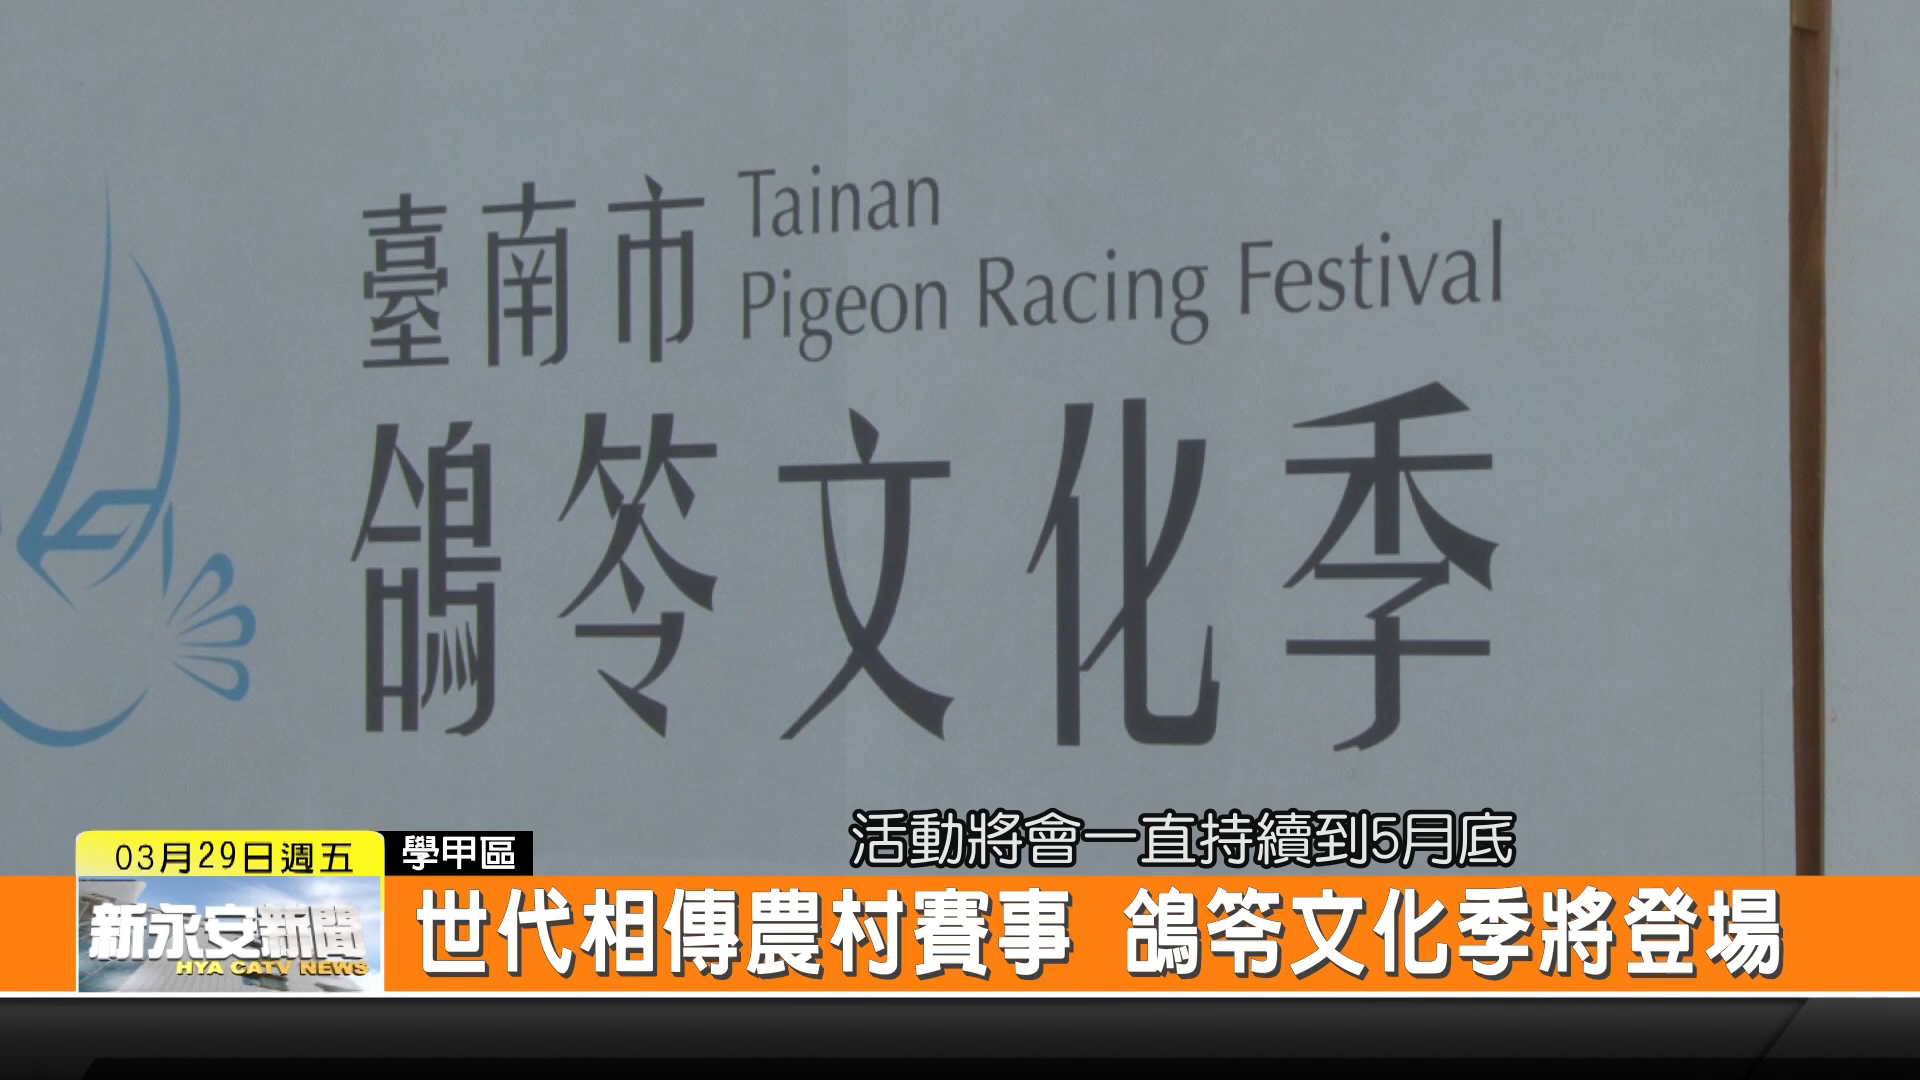 臺南市
Tainan
Pigeon Racing Festival
鴿笭文化季
活動將會一直持續到5月底
03月29日週五
學甲區
新永安新聞
HYA CATV NEWS
世代相傳農村賽事 鴿笭文化季將登場